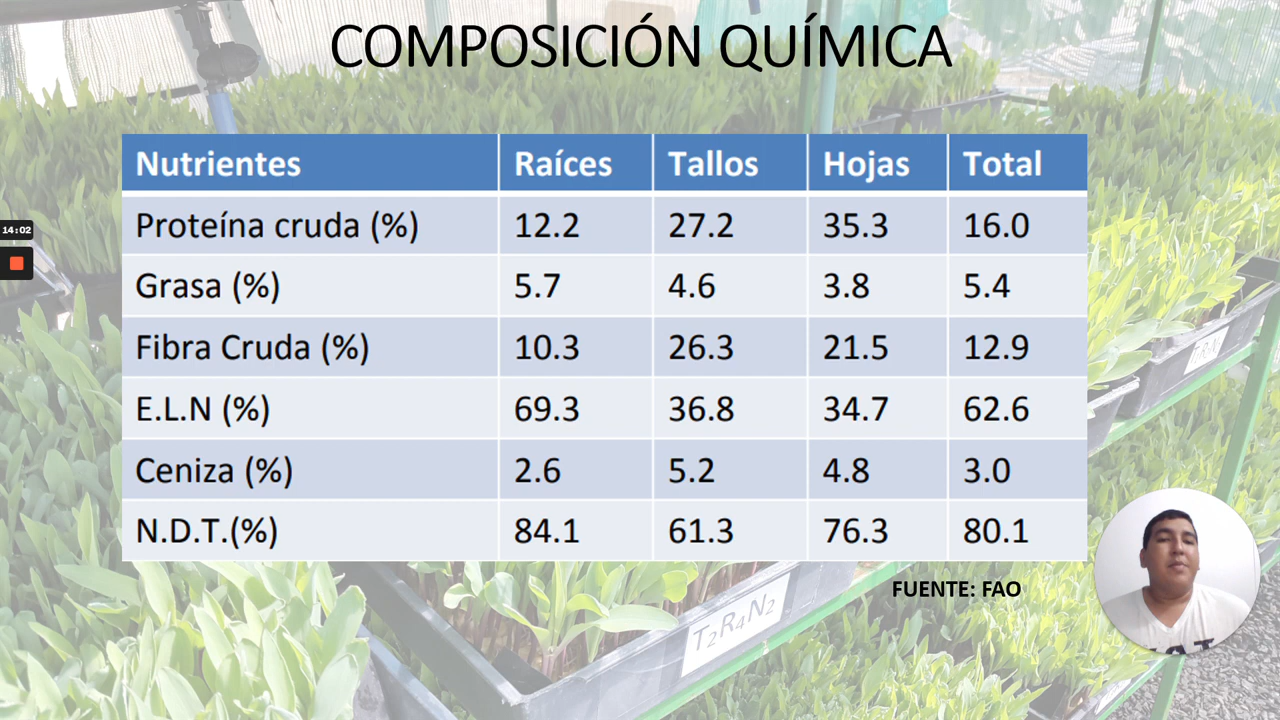 COMPOSICIÓN QUÍMICA
Nutrientes Raíces Tallos Hojas Total
Proteína cruda (%) 12.2 27.2 35.3 16.0
Grasa (%) 5.7 4.6 3.8 5.4
Fibra Cruda (%) 10.3 26.3 21.5 12.9
E.L.N (%) 69.3 36.8 34.7 62.6
Ceniza (%) 2.6 5.2 4.8 3.0
N.D.T.(%) 84.1 61.3 76.3 80.1
14:02
FUENTE: FAO
T2R4N2